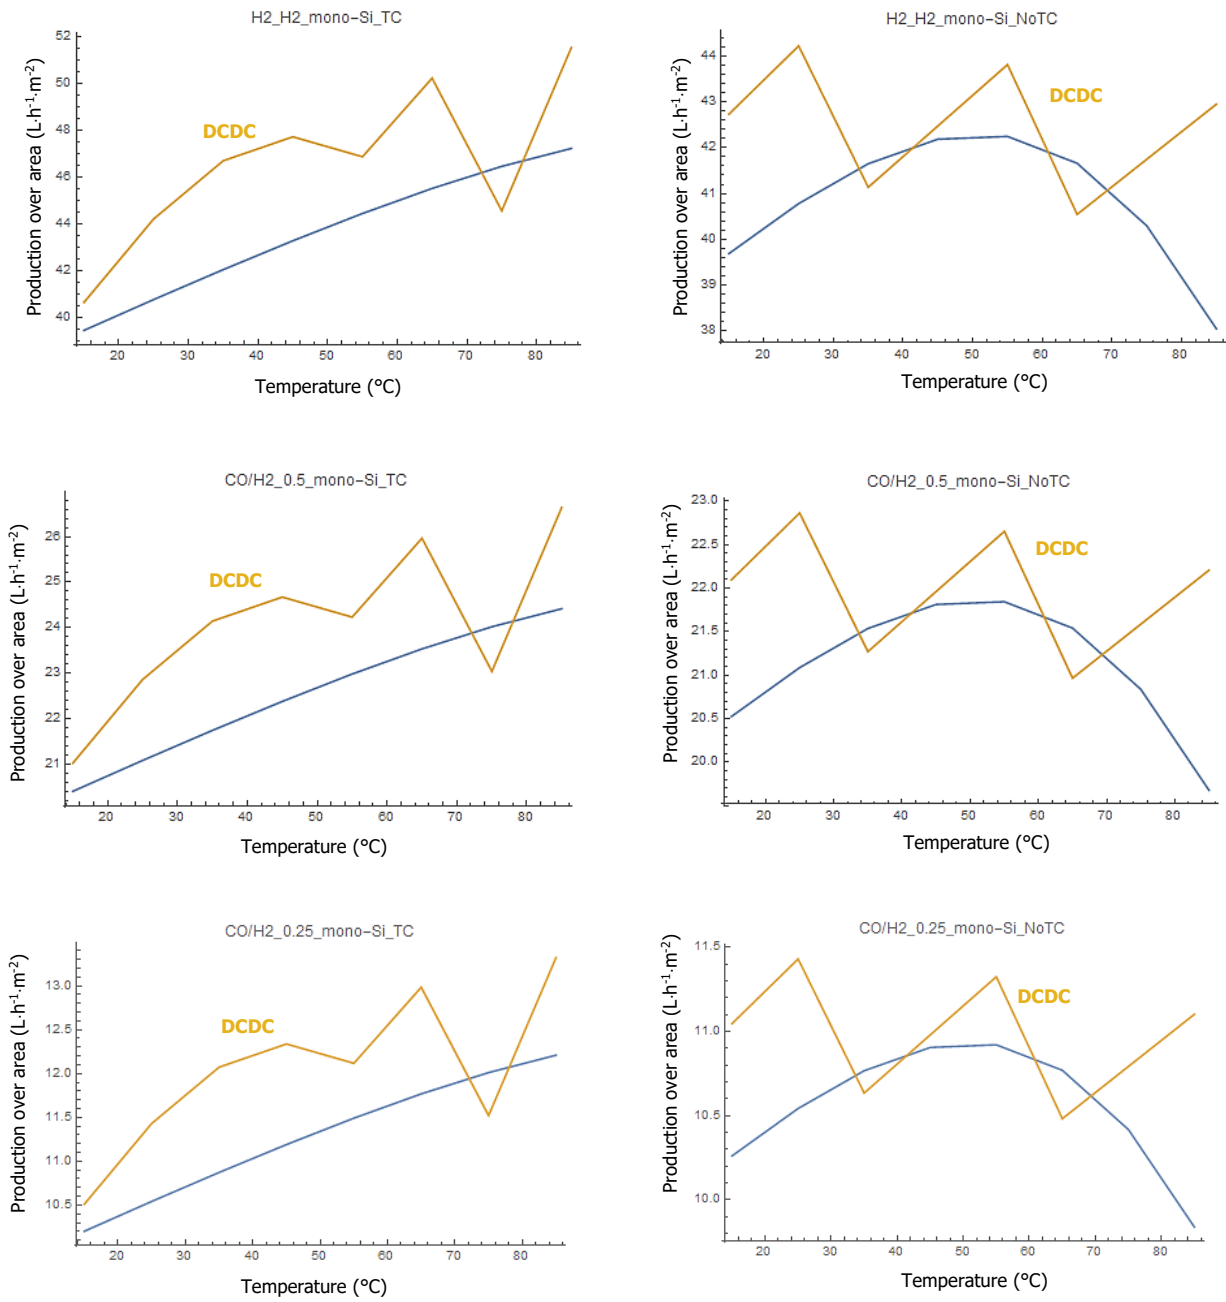 H2_H2_mono−Si_TC
Production over area (L·h⁻¹·m⁻²)
52
50
48
46
44
42
40
DCDC
20 30 40 50 60 70 80
Temperature (°C)
H2_H2_mono−Si_NoTC
Production over area (L·h⁻¹·m⁻²)
44
43
42
41
40
39
38
DCDC
20 30 40 50 60 70 80
Temperature (°C)
CO/H2_0.5_mono−Si_TC
Production over area (L·h⁻¹·m⁻²)
26
25
24
23
22
21
DCDC
20 30 40 50 60 70 80
Temperature (°C)
CO/H2_0.5_mono−Si_NoTC
Production over area (L·h⁻¹·m⁻²)
23.0
22.5
22.0
21.5
21.0
20.5
20.0
DCDC
20 30 40 50 60 70 80
Temperature (°C)
CO/H2_0.25_mono−Si_TC
Production over area (L·h⁻¹·m⁻²)
13.0
12.5
12.0
11.5
11.0
10.5
DCDC
20 30 40 50 60 70 80
Temperature (°C)
CO/H2_0.25_mono−Si_NoTC
Production over area (L·h⁻¹·m⁻²)
11.5
11.0
10.5
10.0
DCDC
20 30 40 50 60 70 80
Temperature (°C)